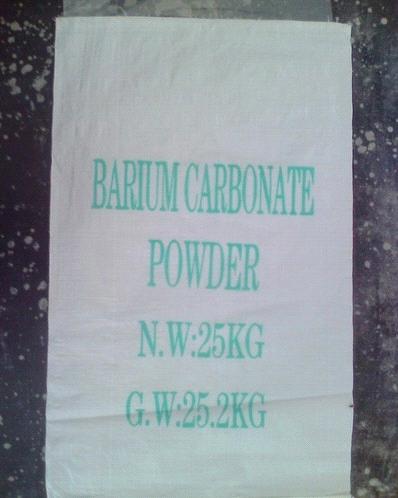 BARIUM CARBONATE
POWDER
N.W:25KG
G.W:25.2KG